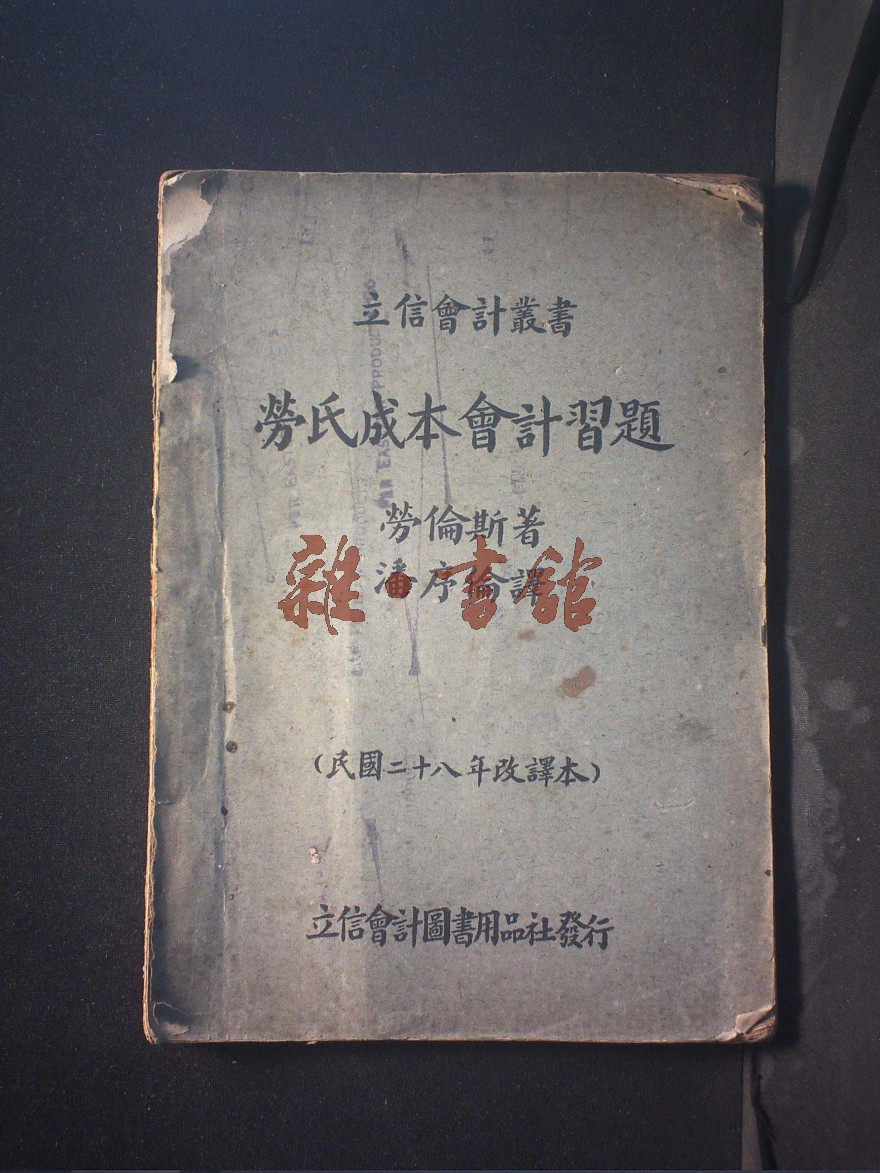 立信會計叢書
勞氏成本會計習題
勞倫斯著
潘序倫譯
雜·書館
(民國二十八年改譯本)
立信會計圖書用品社發行